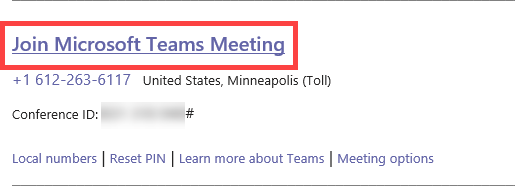 Join Microsoft Teams Meeting
+1 612-263-6117 United States, Minneapolis (Toll)
Conference ID: #
Local numbers | Reset PIN | Learn more about Teams | Meeting options